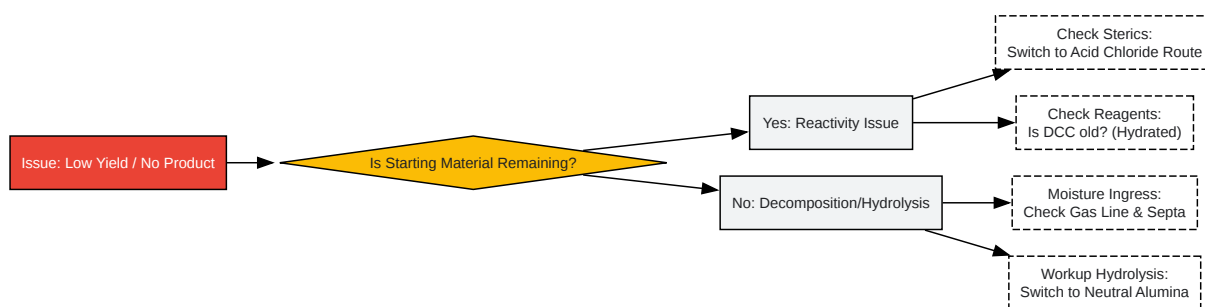 Issue: Low Yield / No Product
Is Starting Material Remaining?
Yes: Reactivity Issue
No: Decomposition/Hydrolysis
Check Sterics:
Switch to Acid Chloride Route
Check Reagents:
Is DCC old? (Hydrated)
Moisture Ingress:
Check Gas Line & Septa
Workup Hydrolysis:
Switch to Neutral Alumina